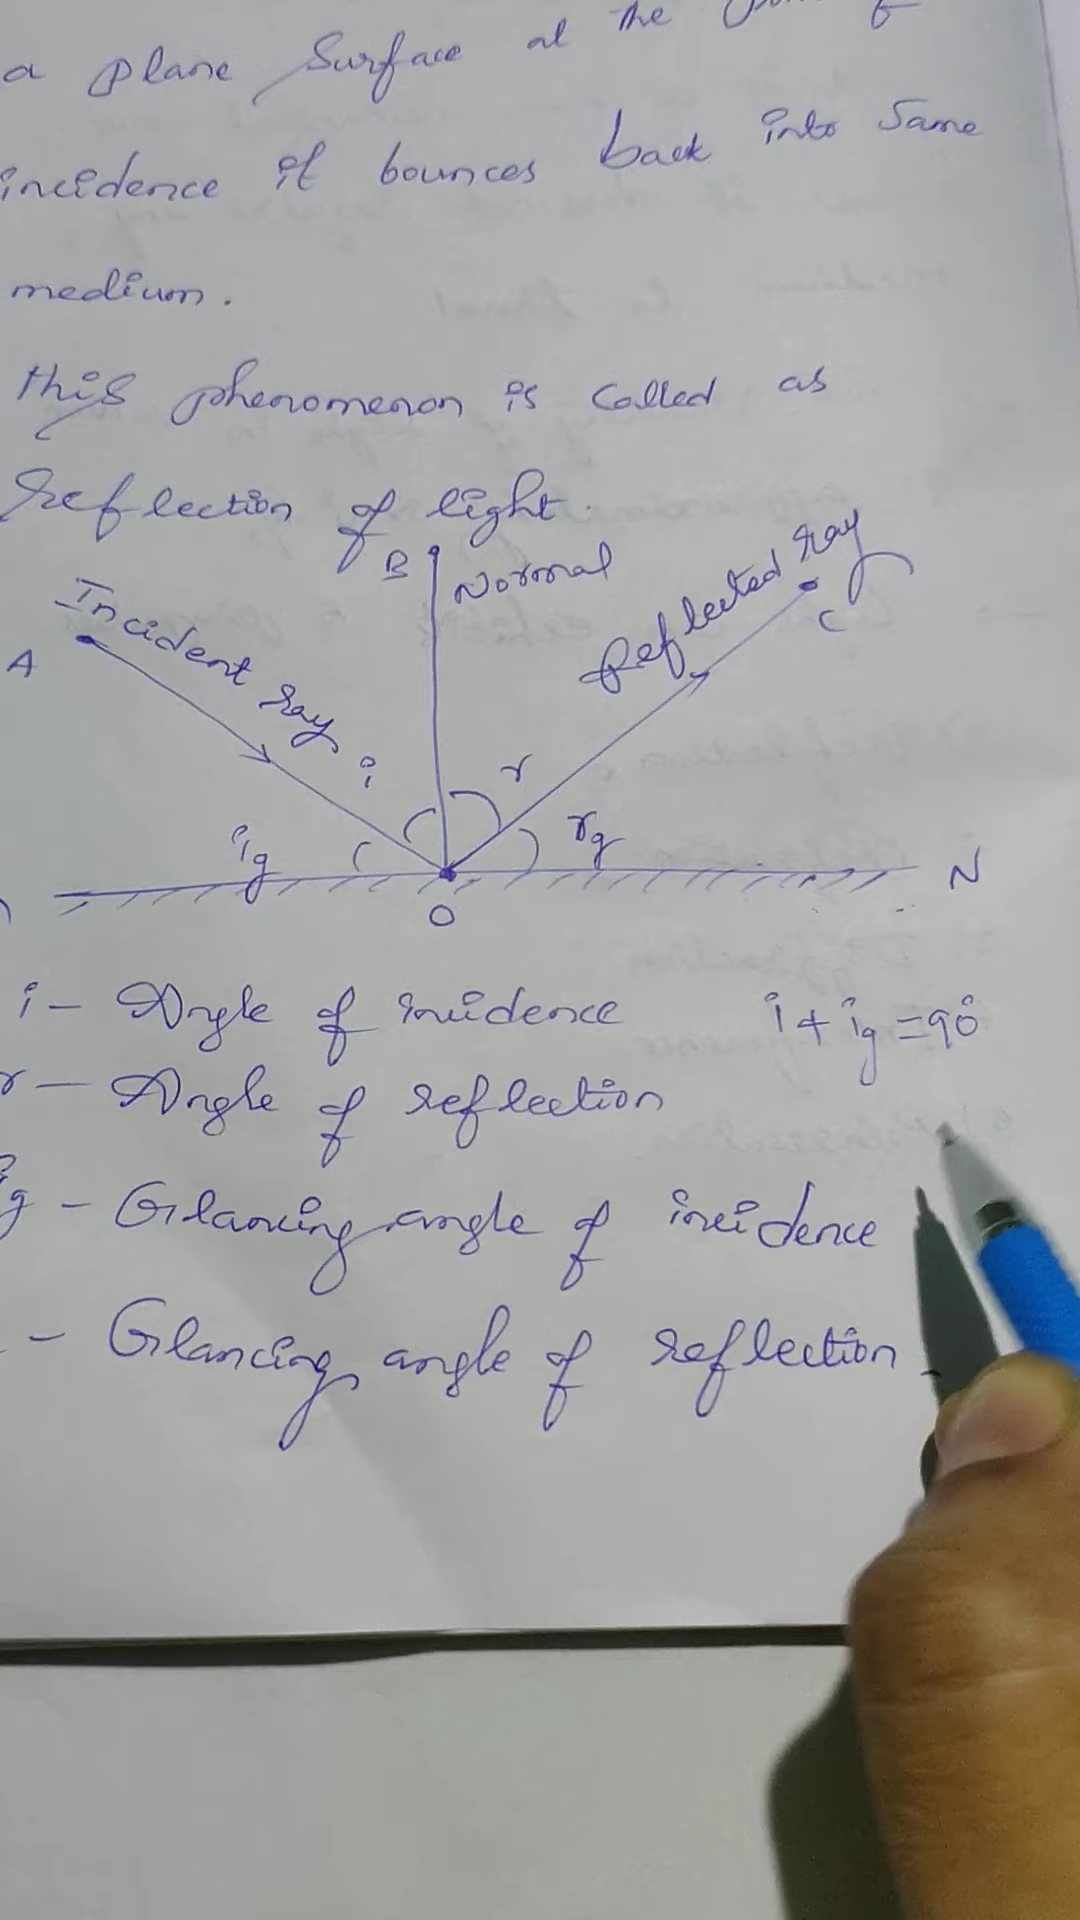 a plane Surface at the
incidence it bounces back into same
medium.
this phenomenon is called as
reflection of light.
B Normal
Incident ray
Reflected ray
A
C
i
r
ig
rg
N
O
i – Angle of incidence i + ig = 90°
r – Angle of reflection
ig – Glancing angle of incidence
– Glancing angle of reflection